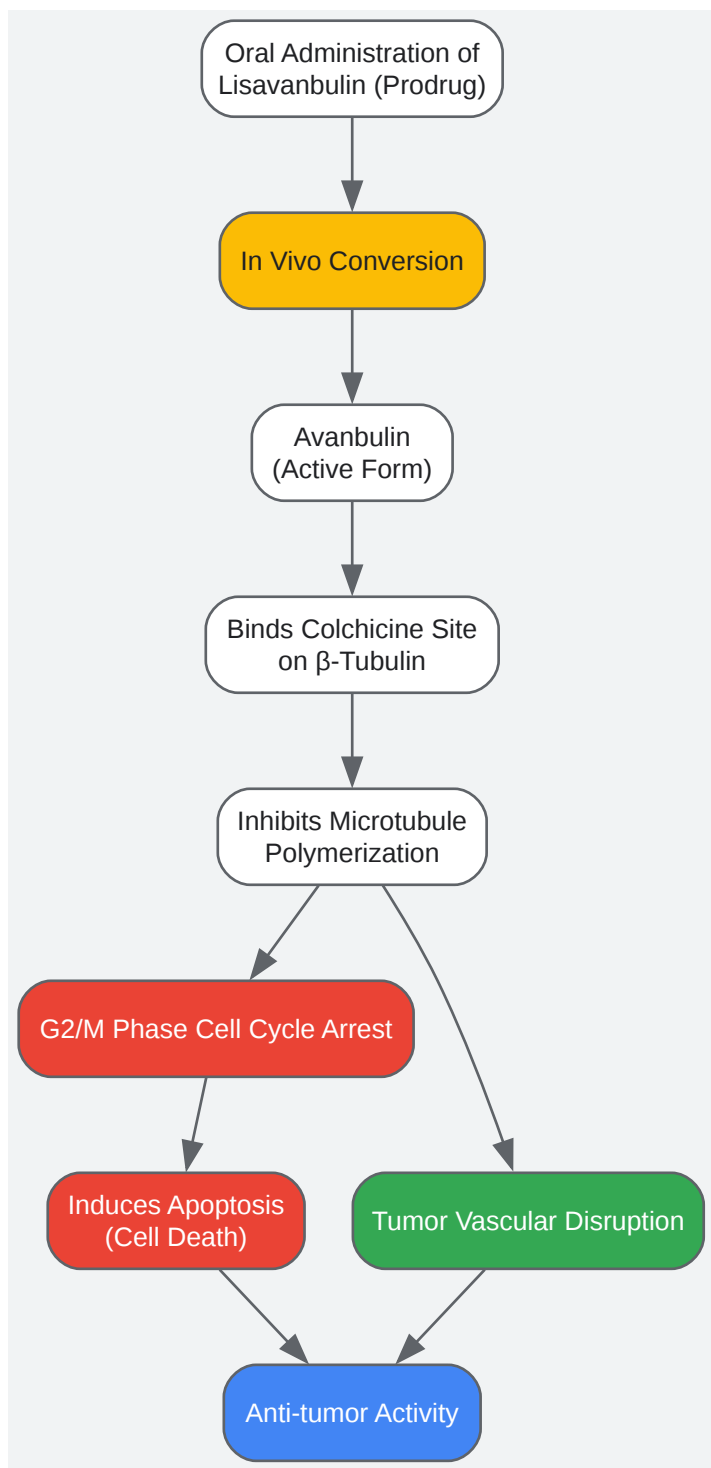 Oral Administration of
Lisavanbulin (Prodrug)
In Vivo Conversion
Avanbulin
(Active Form)
Binds Colchicine Site
on β-Tubulin
Inhibits Microtubule
Polymerization
G2/M Phase Cell Cycle Arrest
Induces Apoptosis
(Cell Death)
Tumor Vascular Disruption
Anti-tumor Activity